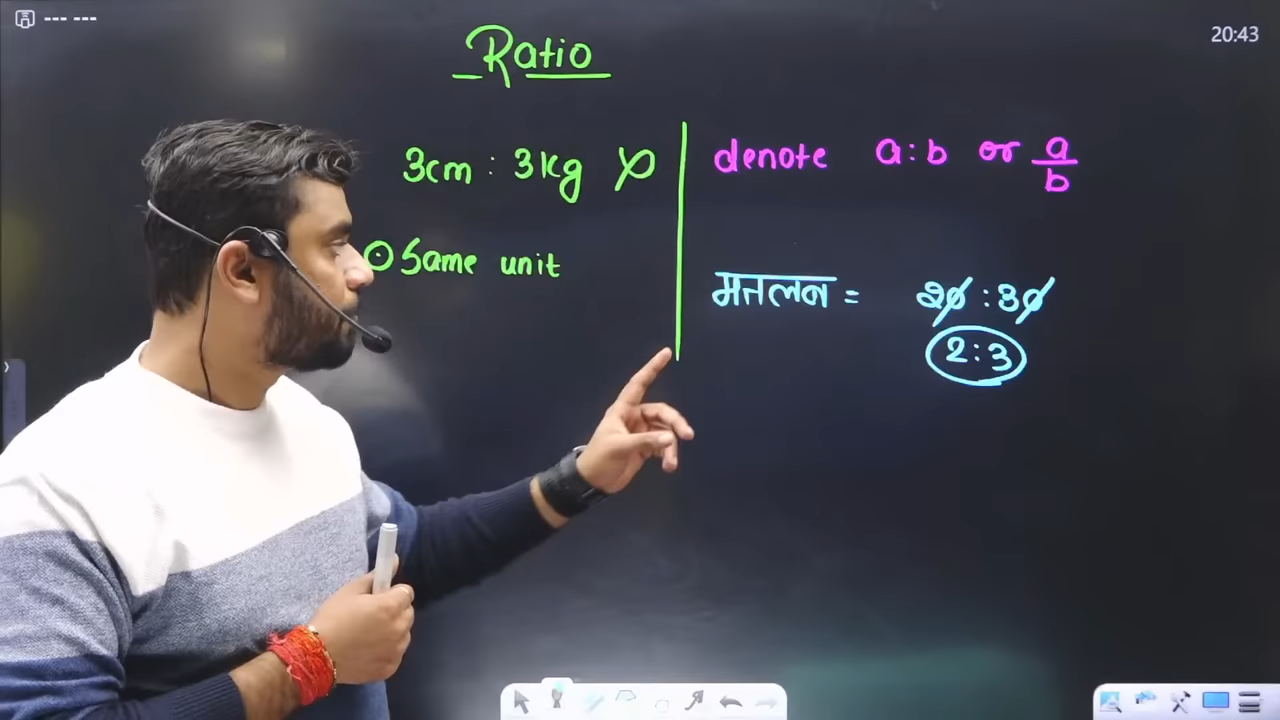 20:43
Ratio
3cm : 3kg
Same unit
denote a:b or a/b
मतलब = 20 : 30
2:3